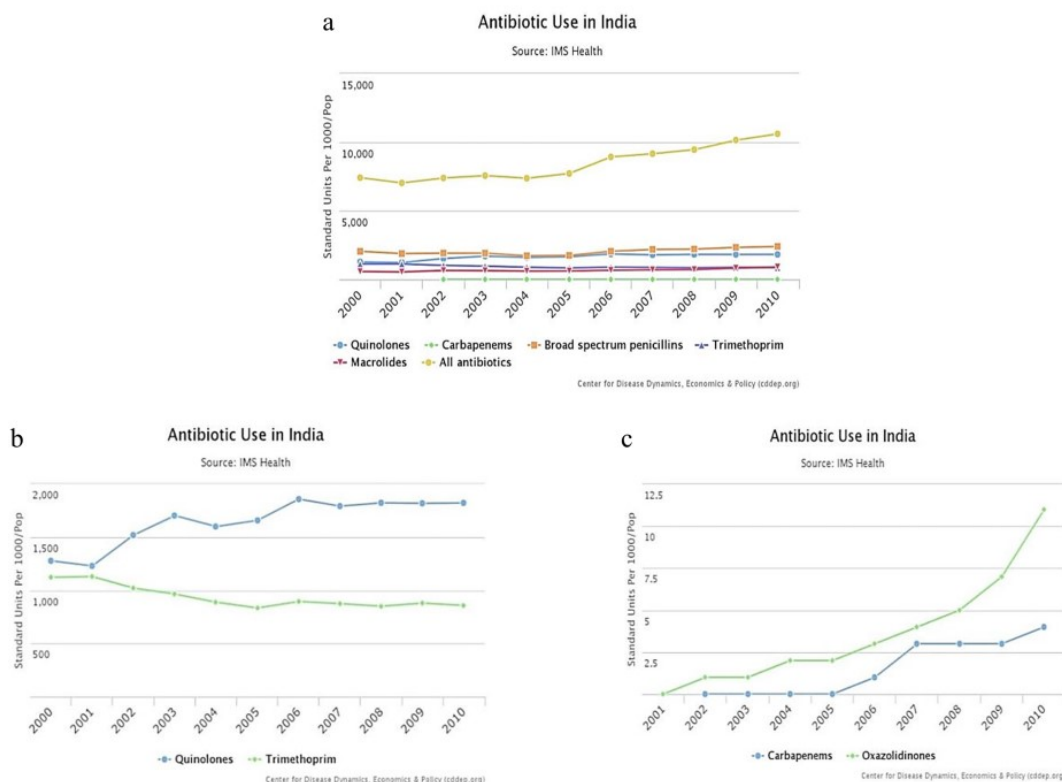 a
Antibiotic Use in India
Source: IMS Health
Standard Units Per 1000/Pop
15,000
10,000
5,000
2000 2001 2002 2003 2004 2005 2006 2007 2008 2009 2010
Quinolones Carbapenems Broad spectrum penicillins Trimethoprim
Macrolides All antibiotics
Center for Disease Dynamics, Economics & Policy (cddep.org)
b
Antibiotic Use in India
Source: IMS Health
Standard Units Per 1000/Pop
2,000
1,500
1,000
500
2000 2001 2002 2003 2004 2005 2006 2007 2008 2009 2010
Quinolones Trimethoprim
Center for Disease Dynamics, Economics & Policy (cddep.org)
c
Antibiotic Use in India
Source: IMS Health
Standard Units Per 1000/Pop
12.5
10
7.5
5
2.5
2001 2002 2003 2004 2005 2006 2007 2008 2009 2010
Carbapenems Oxazolidinones
Center for Disease Dynamics, Economics & Policy (cddep.org)